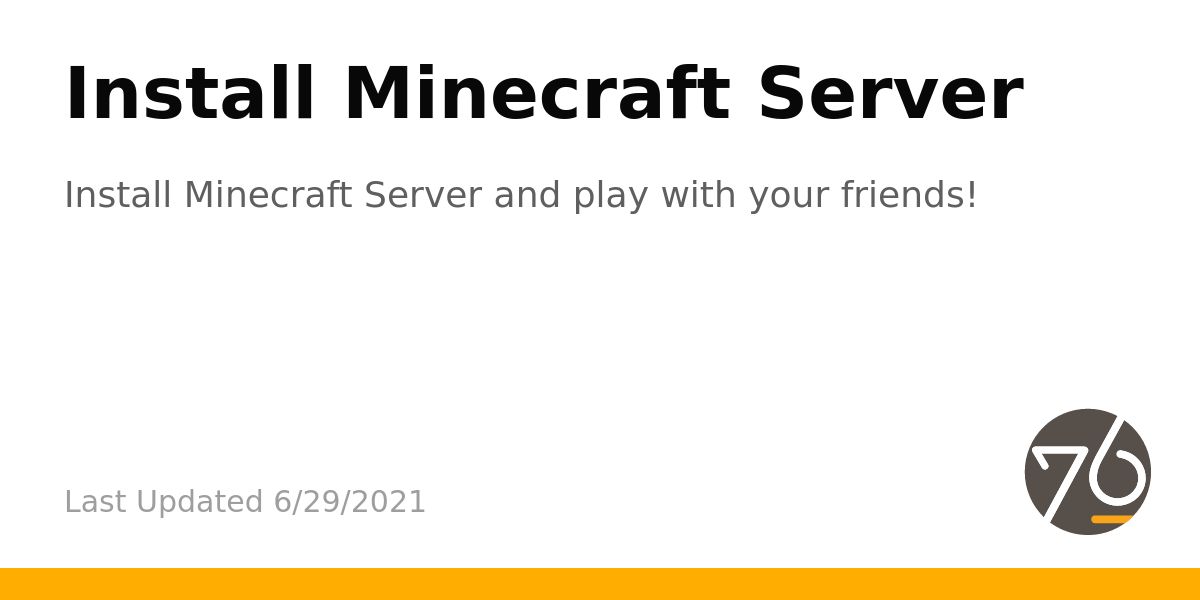 Install Minecraft Server
Install Minecraft Server and play with your friends!
Last Updated 6/29/2021
76